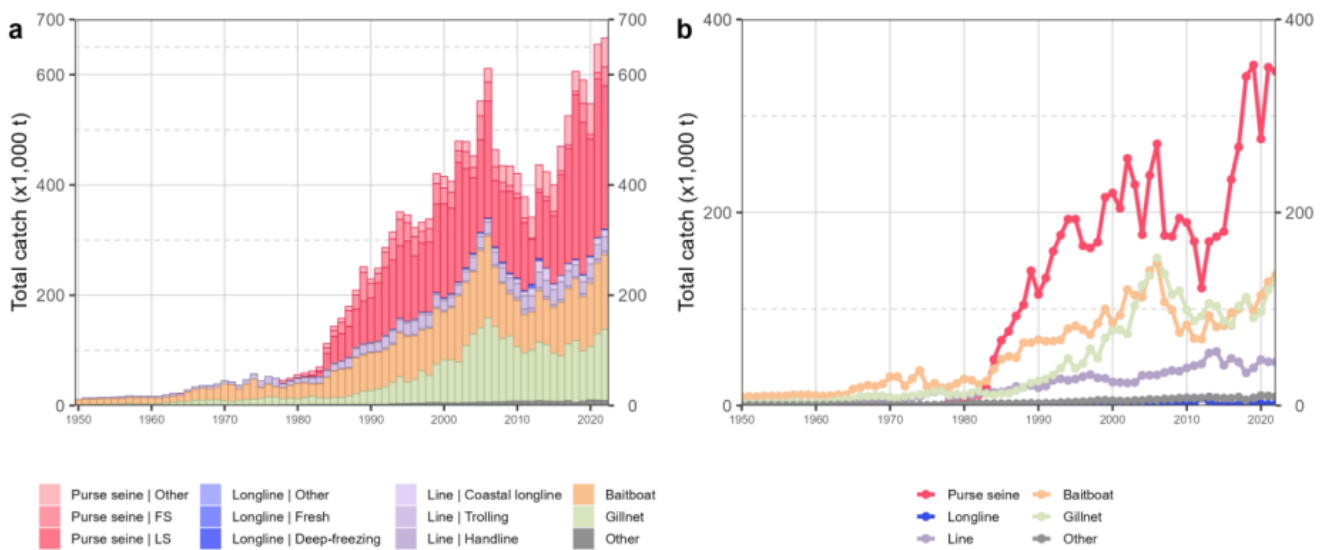 a
Total catch (x1,000 t)
700
600
400
200
0
700
600
400
200
0
1950 1960 1970 1980 1990 2000 2010 2020
b
Total catch (x1,000 t)
400
200
0
400
200
0
1950 1960 1970 1980 1990 2000 2010 2020
Purse seine | Other
Purse seine | FS
Purse seine | LS
Longline | Other
Longline | Fresh
Longline | Deep-freezing
Line | Coastal longline
Line | Trolling
Line | Handline
Baitboat
Gillnet
Other
Purse seine
Longline
Line
Baitboat
Gillnet
Other